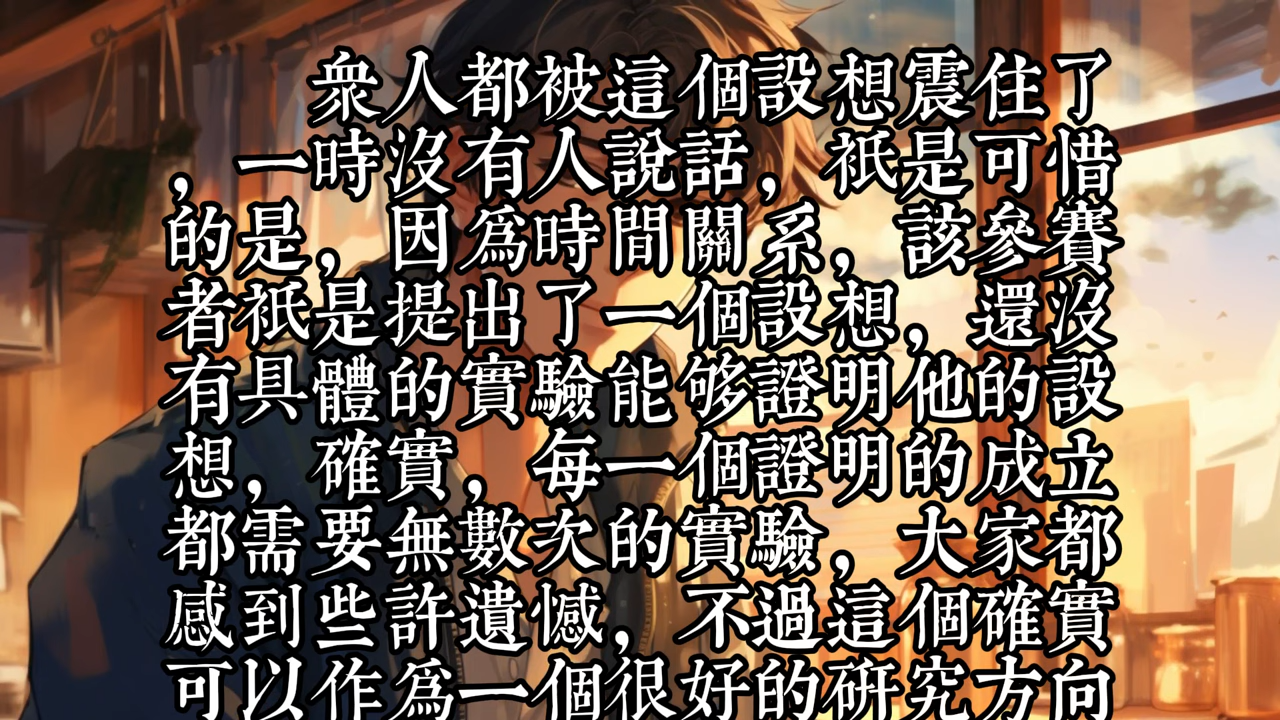 衆人都被這個設想震住了
，一時沒有人說話，祇是可惜
的是，因爲時間關系，該參賽
者祇是提出了一個設想，還沒
有具體的實驗能够證明他的設
想，確實，每一個證明的成立
都需要無數次的實驗，大家都
感到些許遺憾，不過這個確實
可以作爲一個很好的研究方向